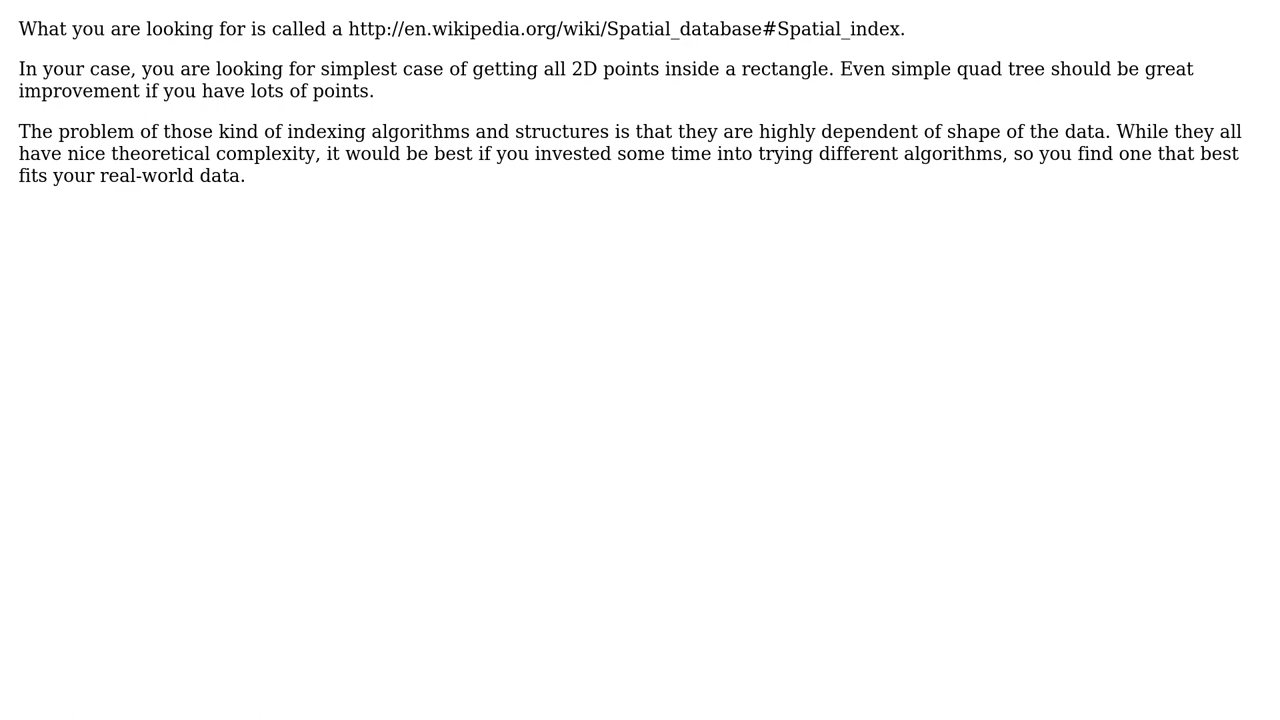 What you are looking for is called a http://en.wikipedia.org/wiki/Spatial_database#Spatial_index.
In your case, you are looking for simplest case of getting all 2D points inside a rectangle. Even simple quad tree should be great
improvement if you have lots of points.
The problem of those kind of indexing algorithms and structures is that they are highly dependent of shape of the data. While they all
have nice theoretical complexity, it would be best if you invested some time into trying different algorithms, so you find one that best
fits your real-world data.